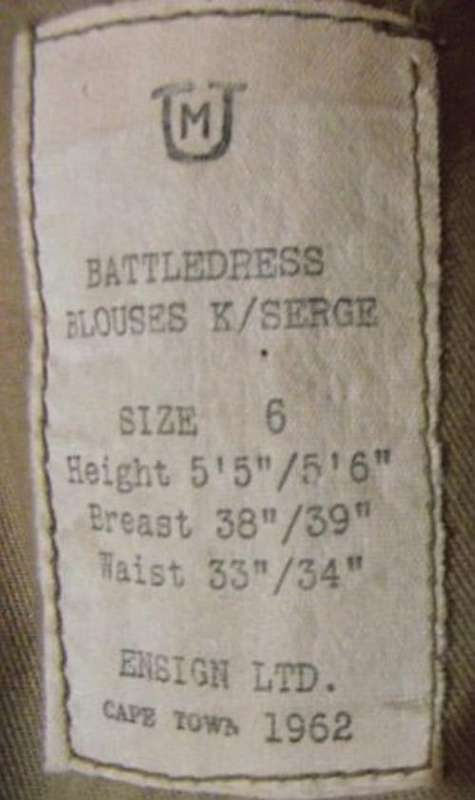 UM
BATTLEDRESS
BLOUSES K/SERGE
SIZE 6
Height 5'5"/5'6"
Breast 38"/39"
Waist 33"/34"
ENSIGN LTD.
CAPE TOWN 1962